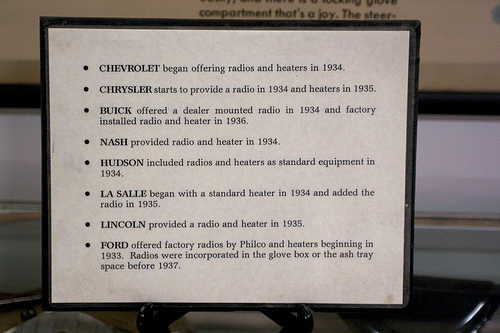 compartment that's a joy. The steer-
• CHEVROLET began offering radios and heaters in 1934.
• CHRYSLER starts to provide a radio in 1934 and heaters in 1935.
• BUICK offered a dealer mounted radio in 1934 and factory
installed radio and heater in 1936.
• NASH provided radio and heater in 1934.
• HUDSON included radios and heaters as standard equipment in
1934.
• LA SALLE began with a standard heater in 1934 and added the
radio in 1935.
• LINCOLN provided a radio and heater in 1935.
• FORD offered factory radios by Philco and heaters beginning in
1933. Radios were incorporated in the glove box or the ash tray
space before 1937.